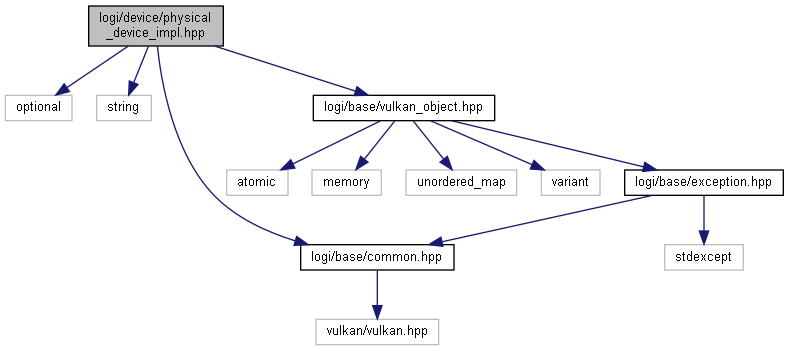 logi/device/physical
_device_impl.hpp
optional
string
logi/base/vulkan_object.hpp
atomic
memory
unordered_map
variant
logi/base/exception.hpp
logi/base/common.hpp
stdexcept
vulkan/vulkan.hpp